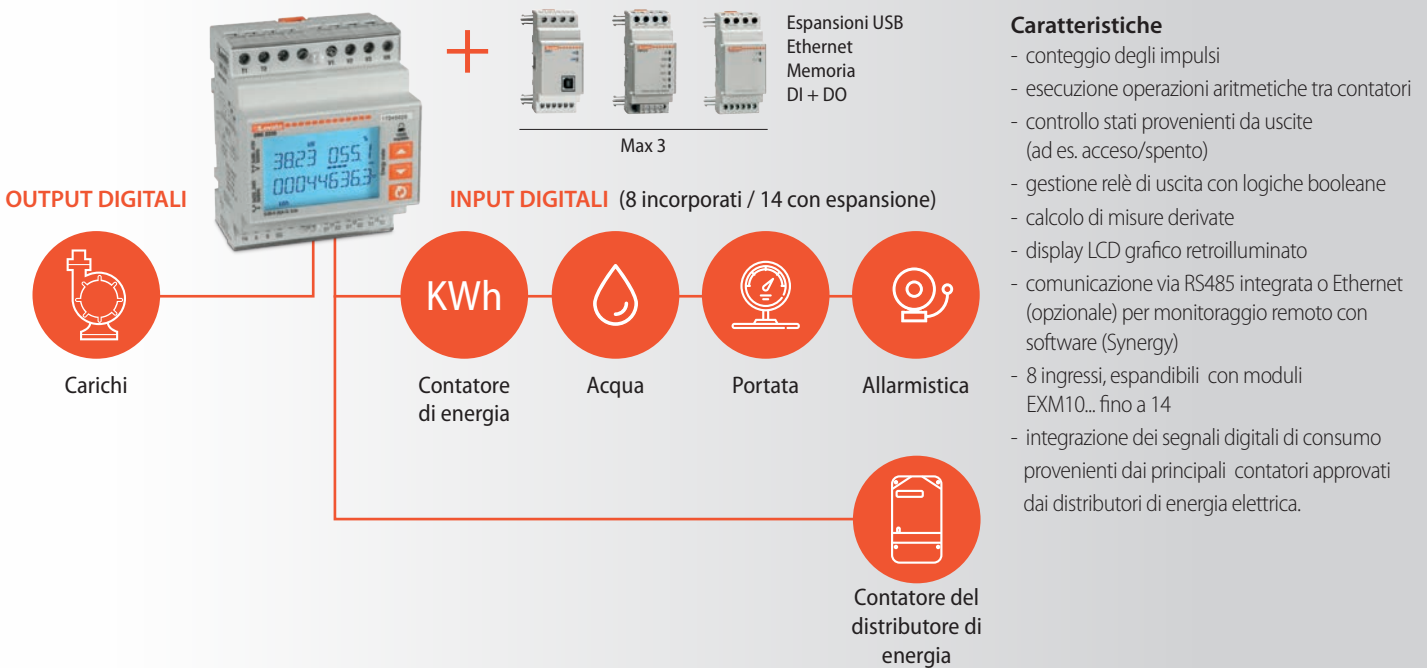 Espansioni USB
Ethernet
Memoria
DI + DO
Max 3
OUTPUT DIGITALI
INPUT DIGITALI (8 incorporati / 14 con espansione)
KWh
Carichi
Contatore
di energia
Acqua
Portata
Allarmistica
Contatore del
distributore di
energia
Caratteristiche
- conteggio degli impulsi
- esecuzione operazioni aritmetiche tra contatori
- controllo stati provenienti da uscite
(ad es. acceso/spento)
- gestione relè di uscita con logiche booleane
- calcolo di misure derivate
- display LCD grafico retroilluminato
- comunicazione via RS485 integrata o Ethernet
(opzionale) per monitoraggio remoto con
software (Synergy)
- 8 ingressi, espandibili con moduli
EXM10... fino a 14
- integrazione dei segnali digitali di consumo
provenienti dai principali contatori approvati
dai distributori di energia elettrica.